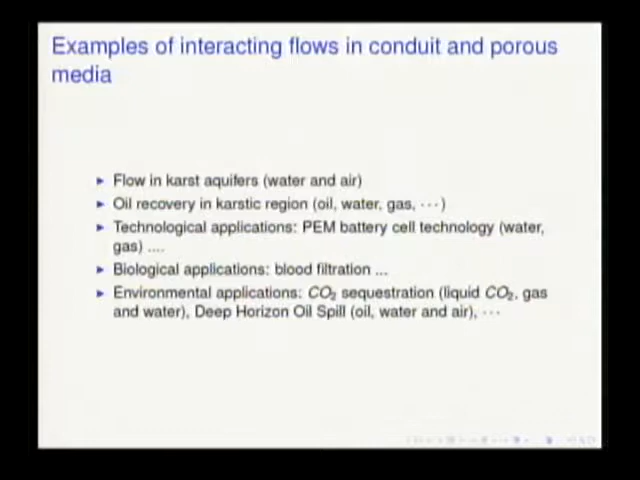 Examples of interacting flows in conduit and porous
media
Flow in karst aquifers (water and air)
Oil recovery in karstic region (oil, water, gas, ···)
Technological applications: PEM battery cell technology (water,
gas) ....
Biological applications: blood filtration ...
Environmental applications: CO₂ sequestration (liquid CO₂, gas
and water), Deep Horizon Oil Spill (oil, water and air), ···